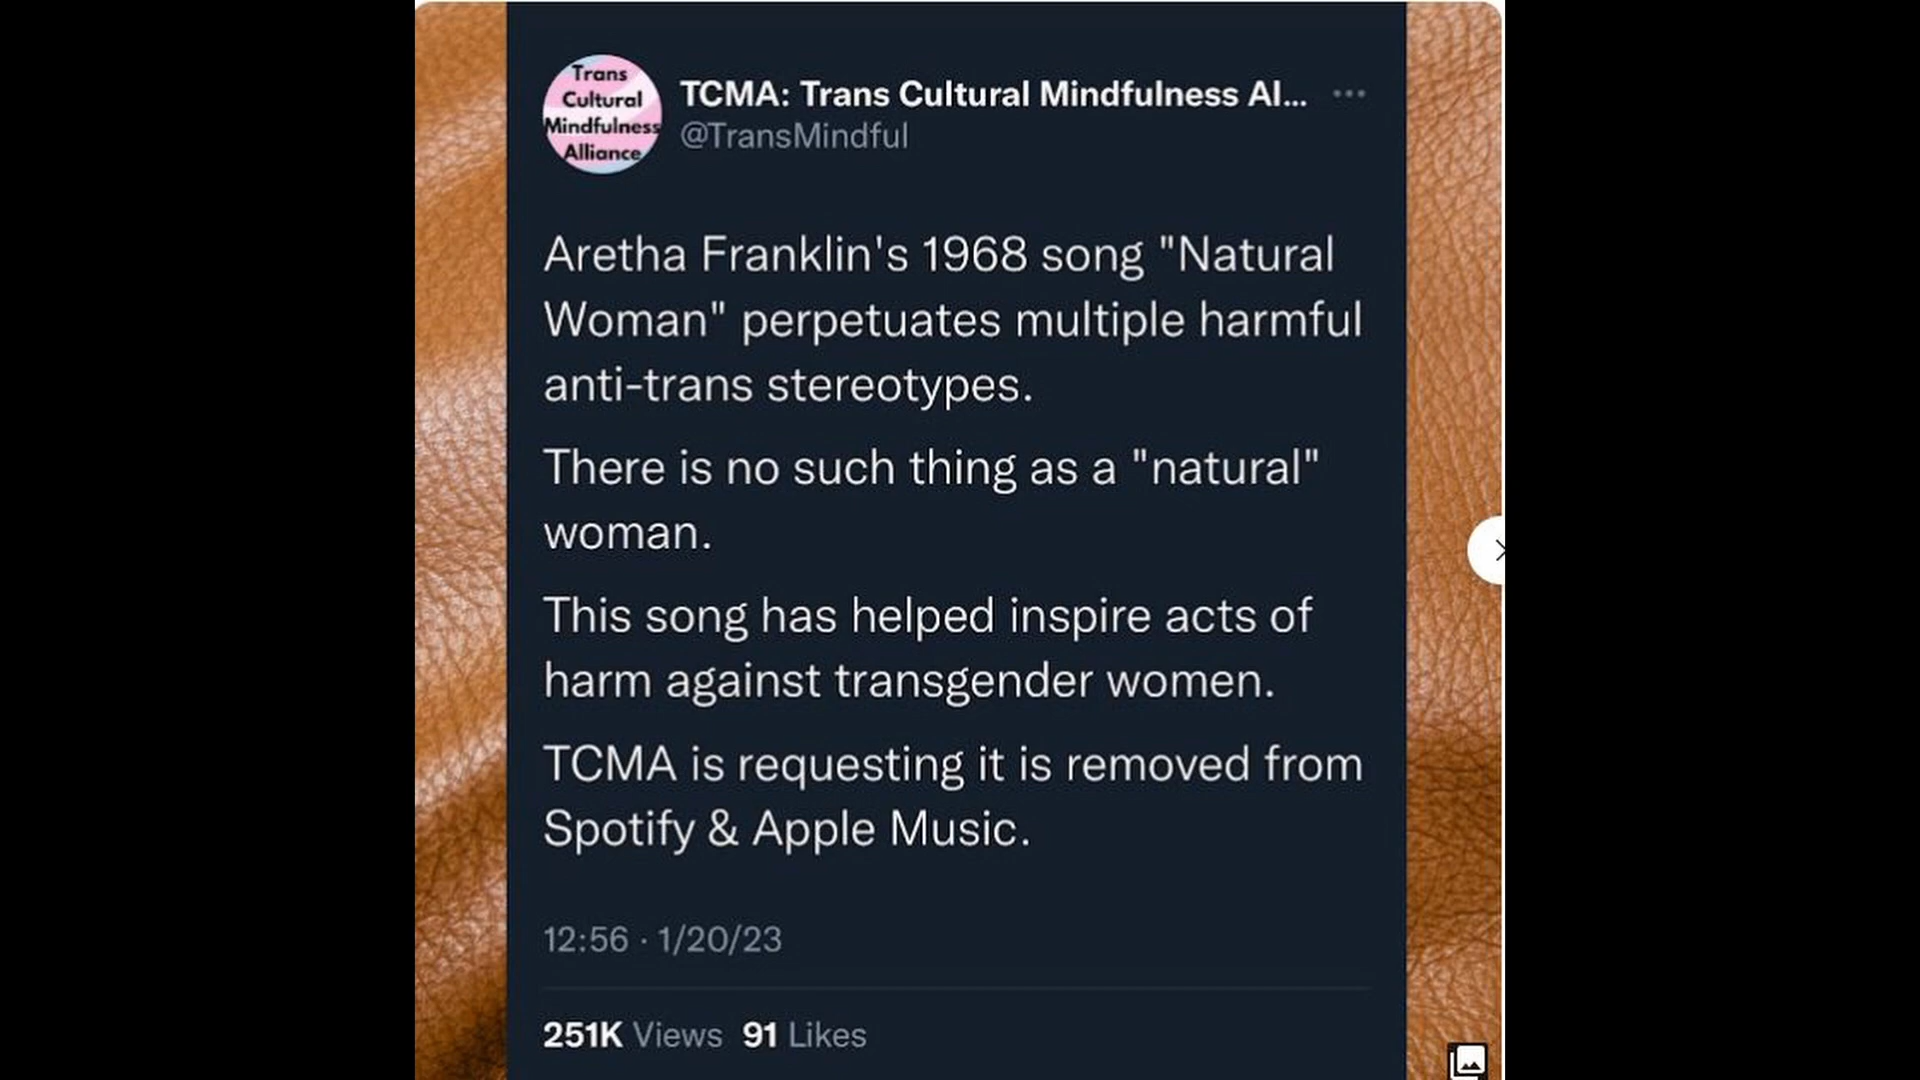 Trans
Cultural
Mindfulness
Alliance
TCMA: Trans Cultural Mindfulness Al...
@TransMindful
Aretha Franklin's 1968 song "Natural
Woman" perpetuates multiple harmful
anti-trans stereotypes.
There is no such thing as a "natural"
woman.
This song has helped inspire acts of
harm against transgender women.
TCMA is requesting it is removed from
Spotify & Apple Music.
12:56 · 1/20/23
251K Views 91 Likes